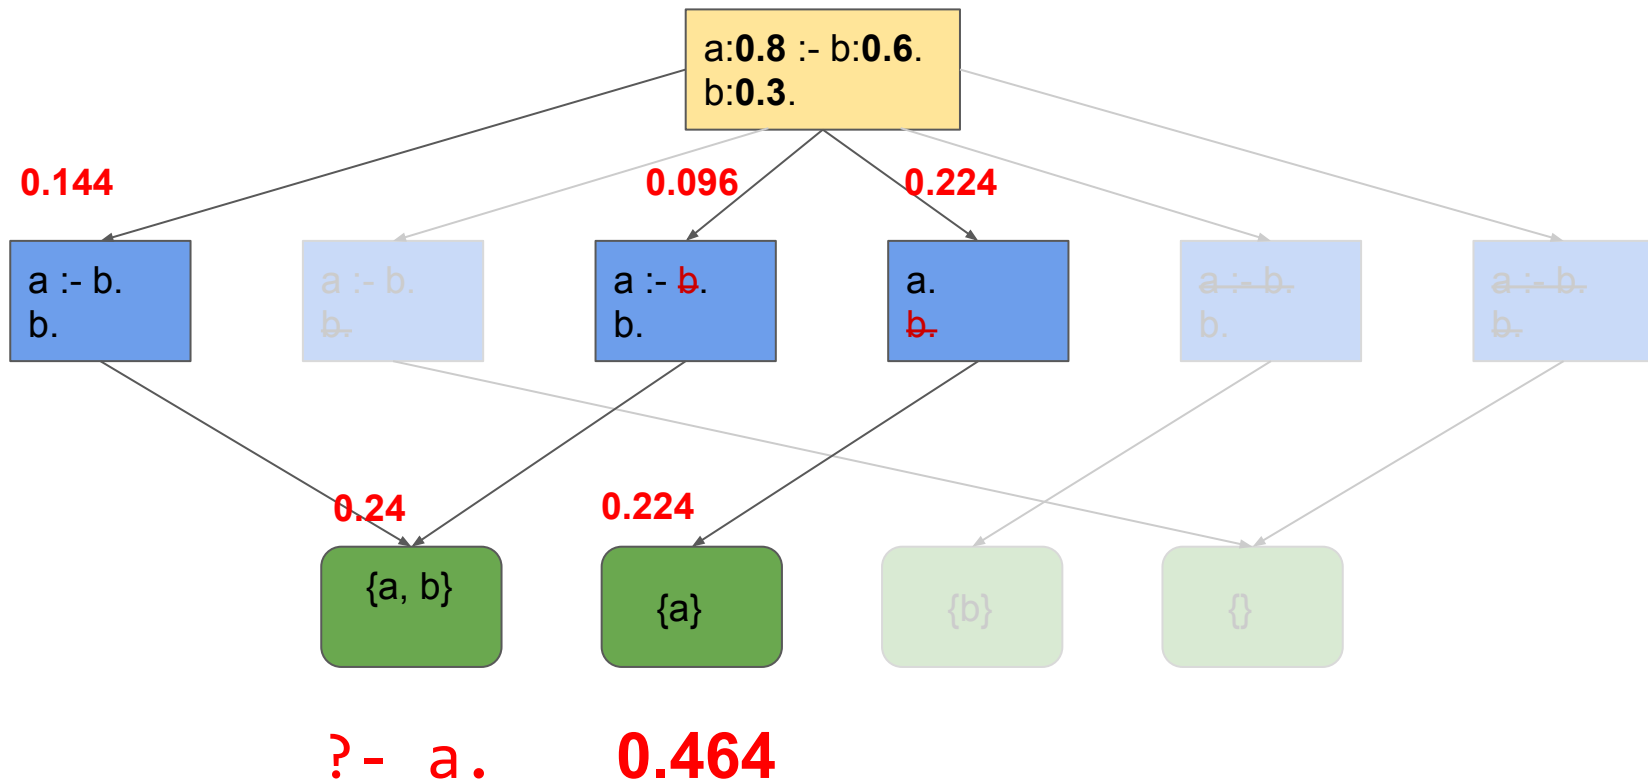 a:0.8 :- b:0.6.
b:0.3.
0.144
0.096
0.224
a :- b.
b.
a :- b.
b.
a :- b.
b.
a.
b.
a :- b.
b.
a :- b.
b.
0.24
0.224
{a, b}
{a}
{b}
{}
?- a. 0.464